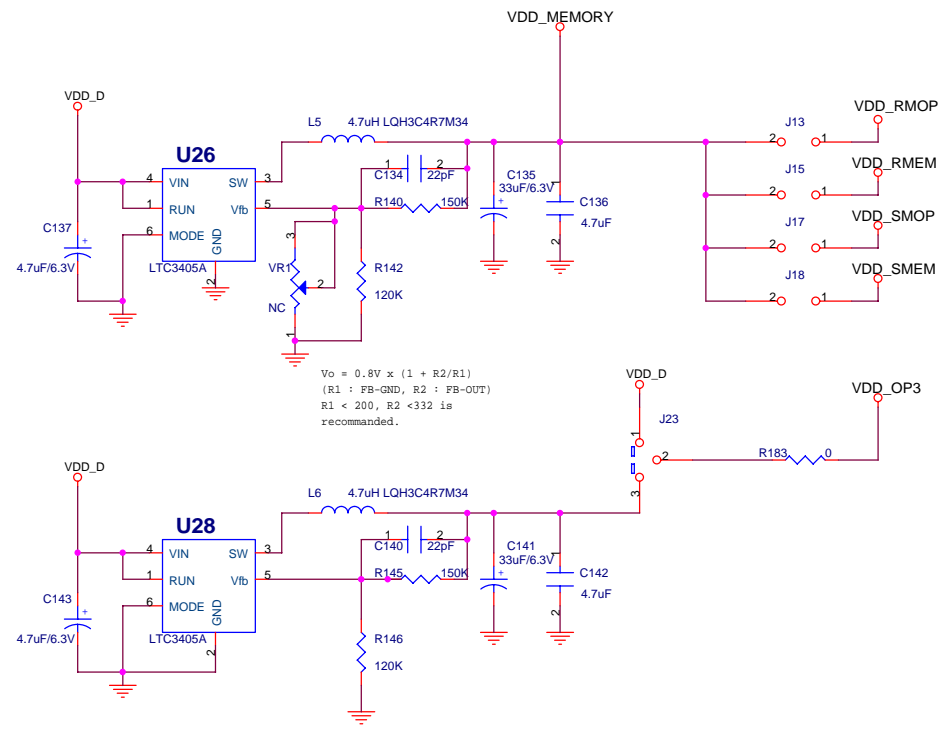 VDD_MEMORY
VDD_D
L5 4.7uH LQH3C4R7M34
VDD_RMOP
J13
2 1
U26
1 2
C134 22pF
C135
33uF/6.3V
1
VDD_RMEM
J15
2 1
4 VIN SW 3
1 RUN Vfb 5
R140 150K
C136
4.7uF
2
VDD_SMOP
J17
2 1
6 MODE
GND
C137
4.7uF/6.3V
LTC3405A
2
3
VR1
2
NC
1
R142
120K
VDD_SMEM
J18
2 1
Vo = 0.8V x (1 + R2/R1)
(R1 : FB-GND, R2 : FB-OUT)
R1 < 200, R2 <332 is
recommanded.
VDD_D
VDD_OP3
1
J23
2
3
R183 0
VDD_D
L6 4.7uH LQH3C4R7M34
U28
1 2
C140 22pF
C141
33uF/6.3V
1
4 VIN SW 3
1 RUN Vfb 5
R145 150K
C142
4.7uF
2
6 MODE
GND
C143
4.7uF/6.3V
LTC3405A
2
R146
120K